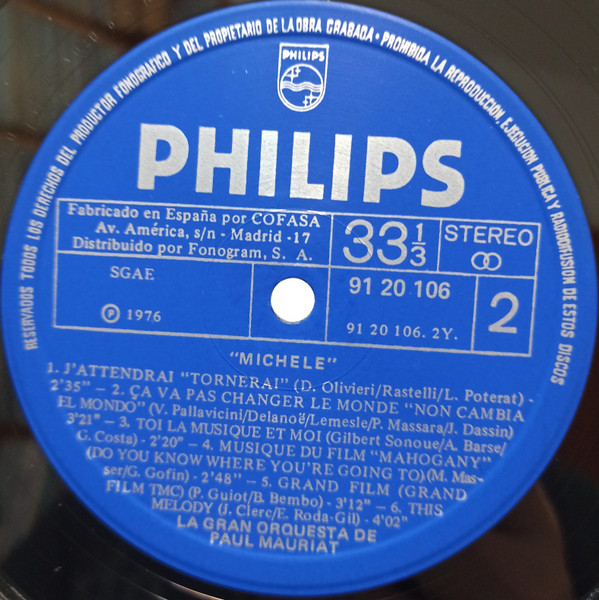 RESERVADOS TODOS LOS DERECHOS DEL PRODUCTOR FONOGRAFICO Y DEL PROPIETARIO DE LA OBRA GRABADA • PROHIBIDA LA REPRODUCCION, EJECUCION PUBLICA Y RADIODIFUSION DE ESTOS DISCOS
PHILIPS
PHILIPS
Fabricado en España por COFASA
Av. América, s/n - Madrid -17
Distribuido por Fonogram, S. A.
33 1/3
STEREO
SGAE
℗ 1976
91 20 106
91 20 106. 2Y.
2
"MICHELE"
1. J'ATTENDRAI "TORNERAI" (D. Olivieri/Rastelli/L. Poterat) -
2'35" - 2. ÇA VA PAS CHANGER LE MONDE "NON CAMBIA
EL MONDO" (V. Pallavicini/Delanoë/Lemesle/P. Massara/J. Dassin)
3'21" - 3. TOI LA MUSIQUE ET MOI (Gilbert Sonoue/A. Barse/
G. Costa) - 2'20" - 4. MUSIQUE DU FILM "MAHOGANY"
(DO YOU KNOW WHERE YOU'RE GOING TO)(M. Mas-
ser/G. Gofin) - 2'48" - 5. GRAND FILM (GRAND
FILM TMC) (P. Guiot/B. Bembo) - 3'12" - 6. THIS
MELODY (J. Clerc/E. Roda-Gil) - 4'02"
LA GRAN ORQUESTA DE
PAUL MAURIAT